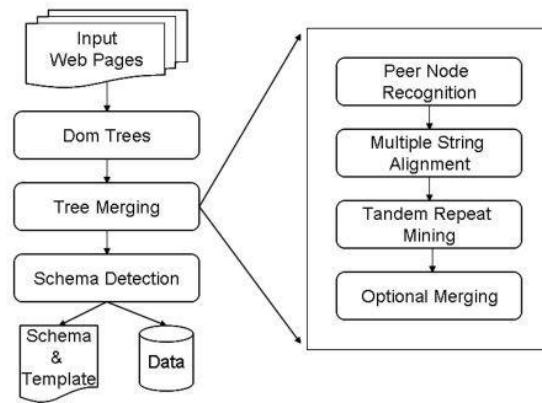 Input
Web Pages
Dom Trees
Tree Merging
Schema Detection
Schema
&
Template
Data
Peer Node
Recognition
Multiple String
Alignment
Tandem Repeat
Mining
Optional Merging